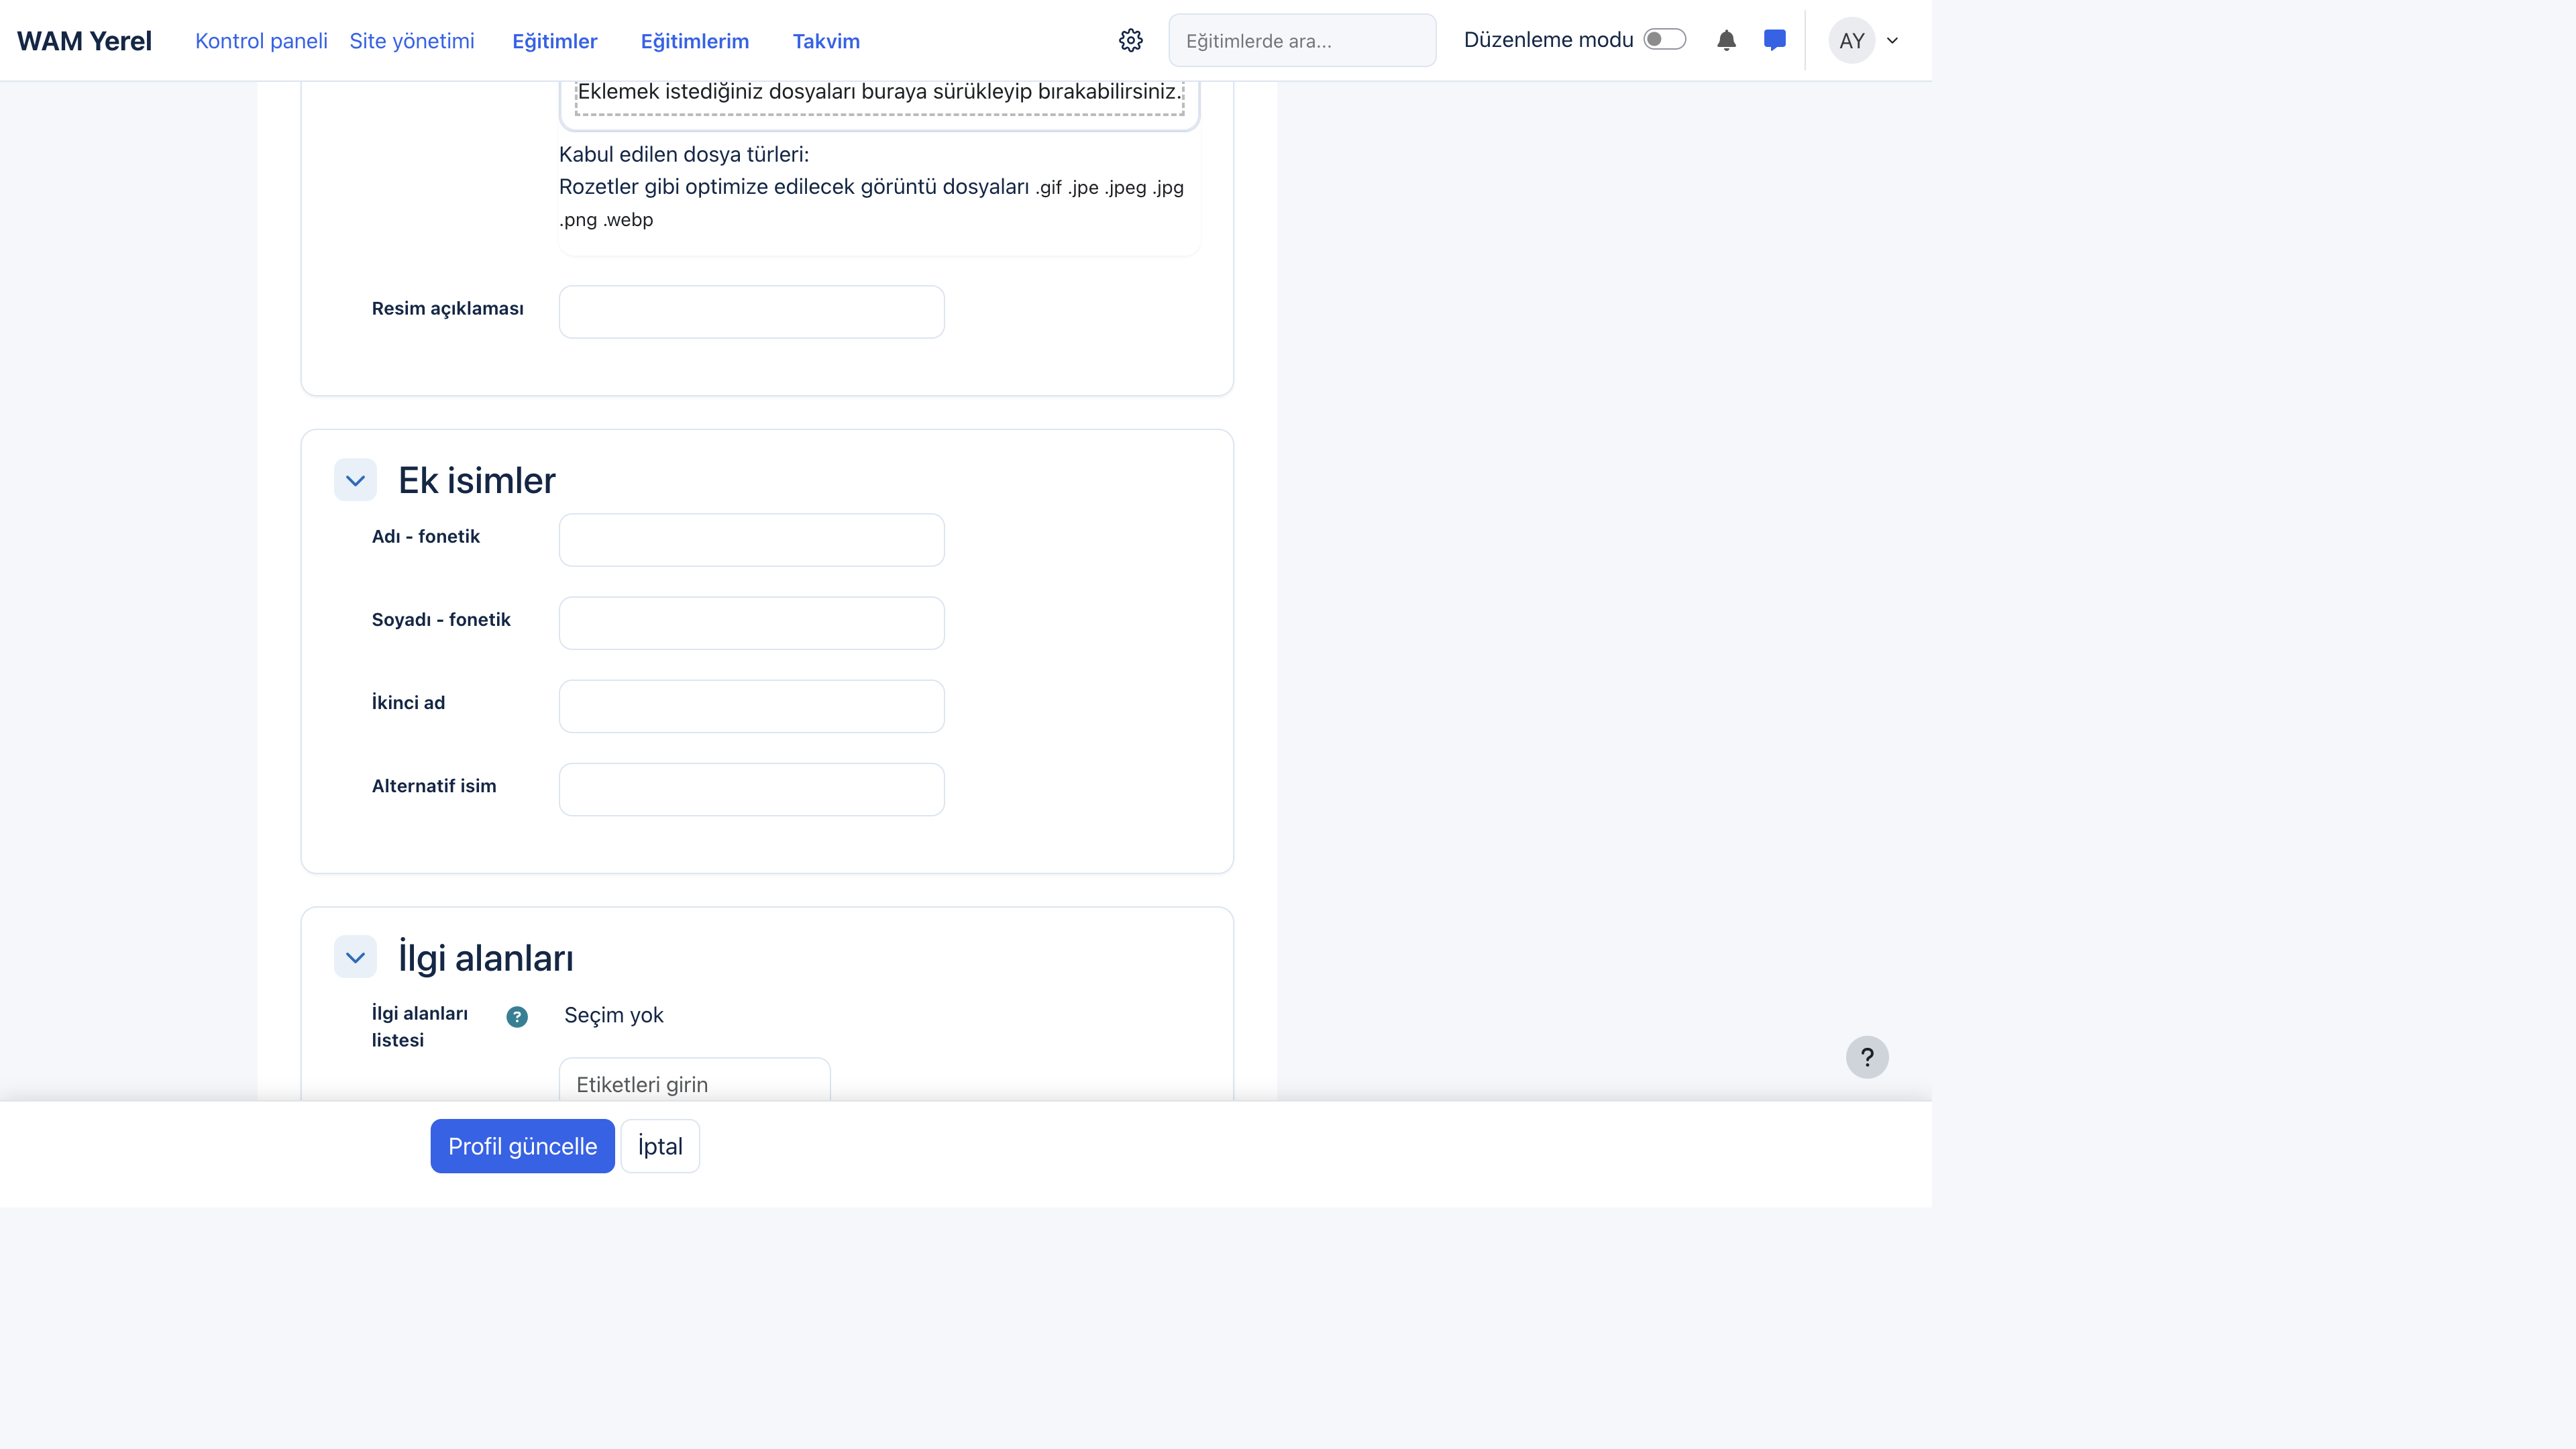 WAM Yerel Kontrol paneli Site yönetimi Eğitimler Eğitimlerim Takvim Eğitimlerde ara... Düzenleme modu AY
Eklemek istediğiniz dosyaları buraya sürükleyip bırakabilirsiniz.
Kabul edilen dosya türleri:
Rozetler gibi optimize edilecek görüntü dosyaları .gif .jpe .jpeg .jpg
.png .webp
Resim açıklaması
Ek isimler
Adı - fonetik
Soyadı - fonetik
İkinci ad
Alternatif isim
İlgi alanları
İlgi alanları
listesi
?
Seçim yok
Etiketleri girin
?
Profil güncelle İptal